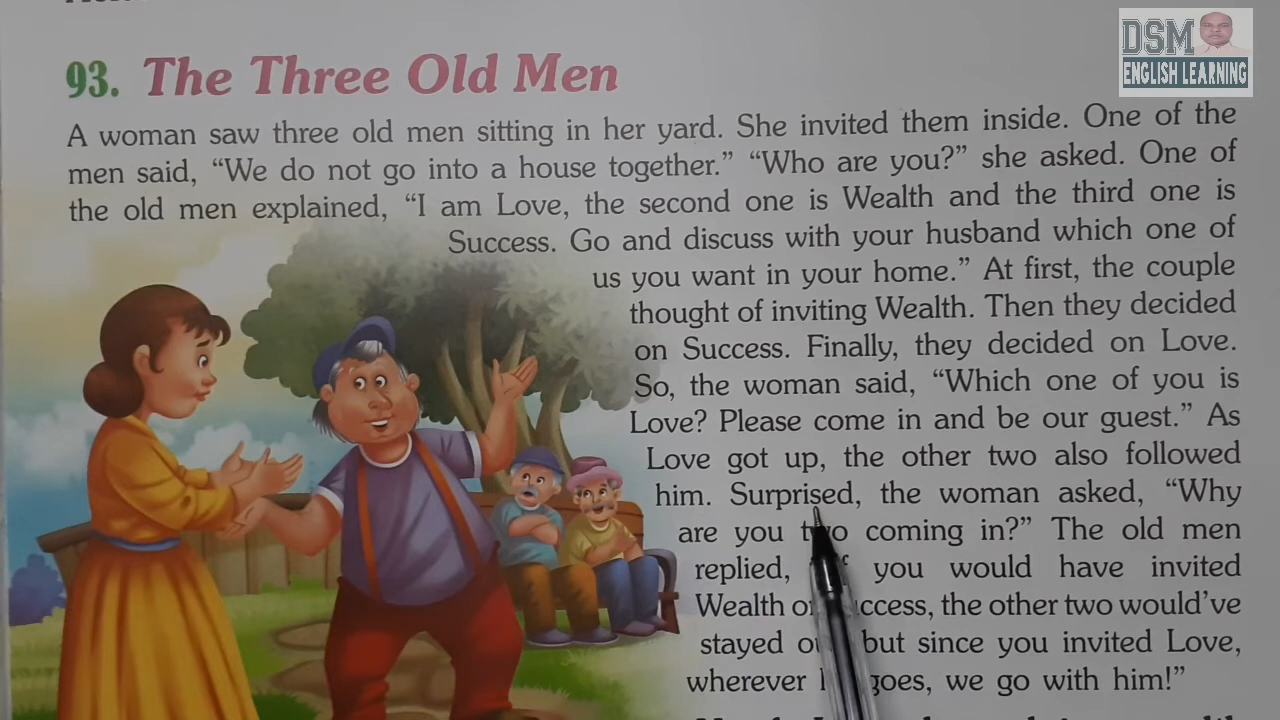 93. The Three Old Men
DSM
ENGLISH LEARNING
A woman saw three old men sitting in her yard. She invited them inside. One of the
men said, “We do not go into a house together.” “Who are you?” she asked. One of
the old men explained, “I am Love, the second one is Wealth and the third one is
Success. Go and discuss with your husband which one of
us you want in your home.” At first, the couple
thought of inviting Wealth. Then they decided
on Success. Finally, they decided on Love.
So, the woman said, “Which one of you is
Love? Please come in and be our guest.” As
Love got up, the other two also followed
him. Surprised, the woman asked, “Why
are you two coming in?” The old men
replied, you would have invited
Wealth the other two would’ve
stayed but since you invited Love,
wherever goes, we go with him!”